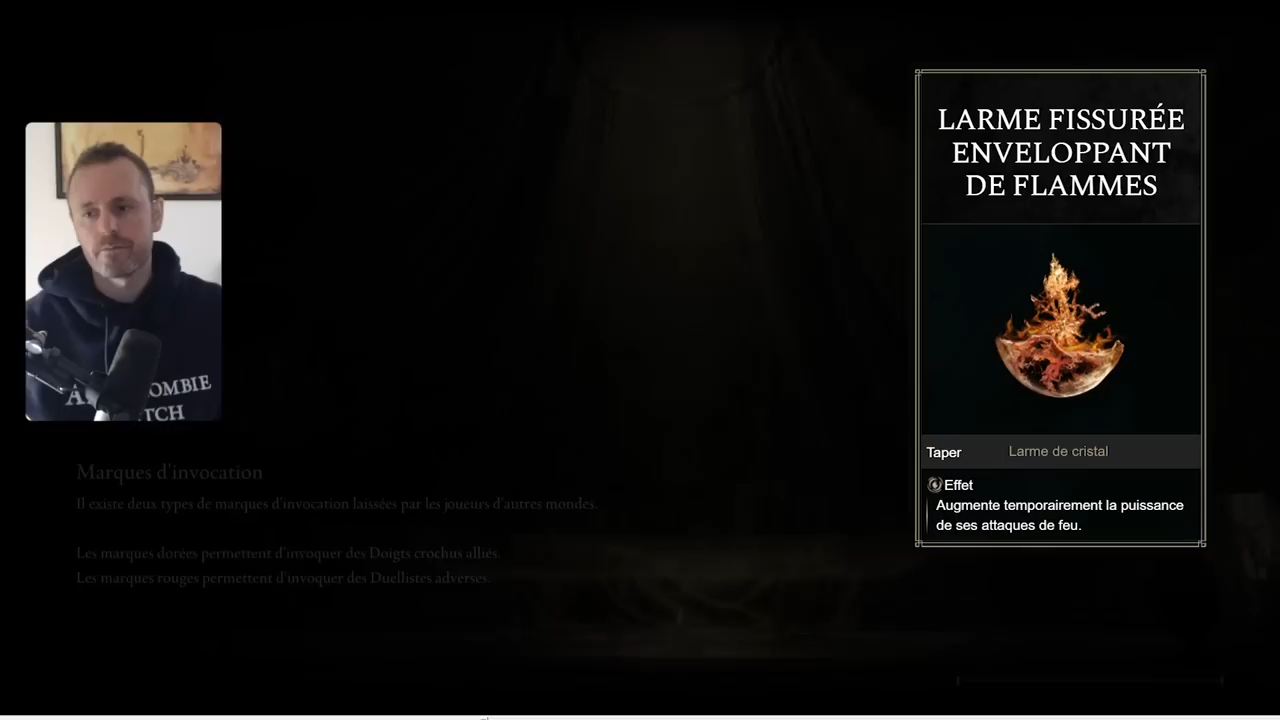 LARME FISSURÉE
ENVELOPPANT
DE FLAMMES
OMBIE
TCH
Taper Larme de cristal
Effet
Augmente temporairement la puissance
de ses attaques de feu.
Marques d'invocation
Il existe deux types de marques d'invocation laissées par les joueurs d'autres mondes.
Les marques dorées permettent d'invoquer des Doigts crochus alliés.
Les marques rouges permettent d'invoquer des Duellistes adverses.